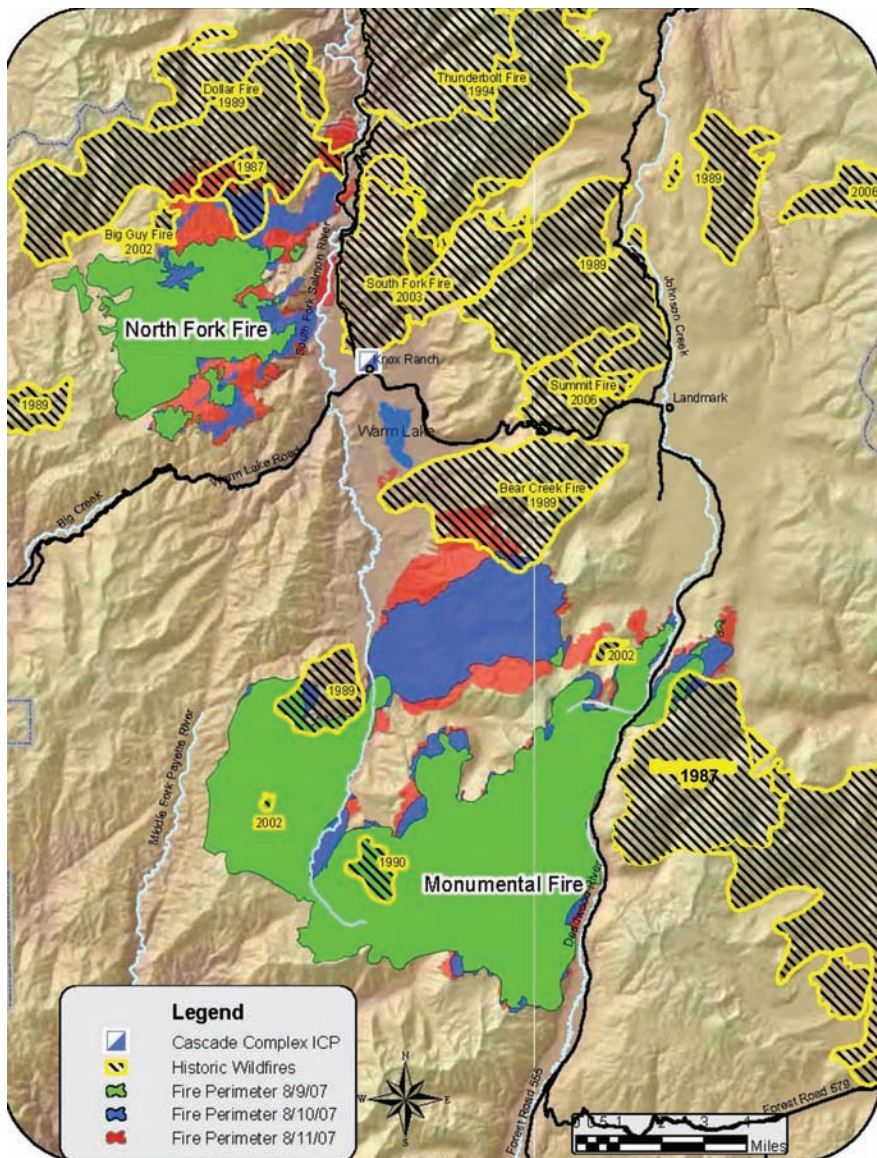 Dollar Fire
1989
Thunderbolt Fire
1994
1987
1989
2006
Big Guy Fire
2002
South Fork Salmon River
South Fork Fire
2003
1989
Johnson Creek
North Fork Fire
Knox Ranch
1989
Summit Fire
2006
Landmark
Warm Lake
Warm Lake Road
Big Creek
Bear Creek Fire
1989
2002
1989
Middle Fork Payette River
1987
2002
1990
Monumental Fire
Deadwood River
Legend
Cascade Complex ICP
Historic Wildfires
Fire Perimeter 8/9/07
Fire Perimeter 8/10/07
Fire Perimeter 8/11/07
N
W E
S
Forest Road 555
Forest Road 579
0 0.5 1 2 3 4
Miles